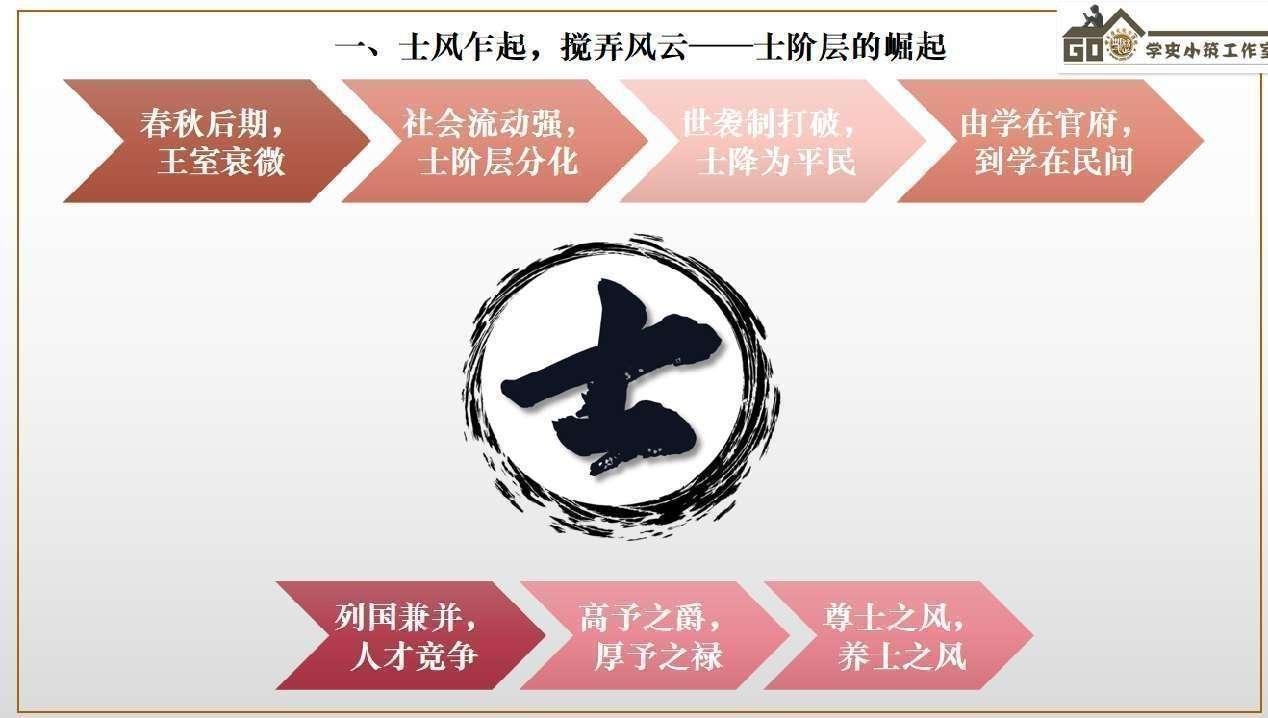 一、士风乍起，搅弄风云——士阶层的崛起
GO
学史小筑工作室
春秋后期，
王室衰微
社会流动强，
士阶层分化
世袭制打破，
士降为平民
由学在官府，
到学在民间
士
列国兼并，
人才竞争
高予之爵，
厚予之禄
尊士之风，
养士之风